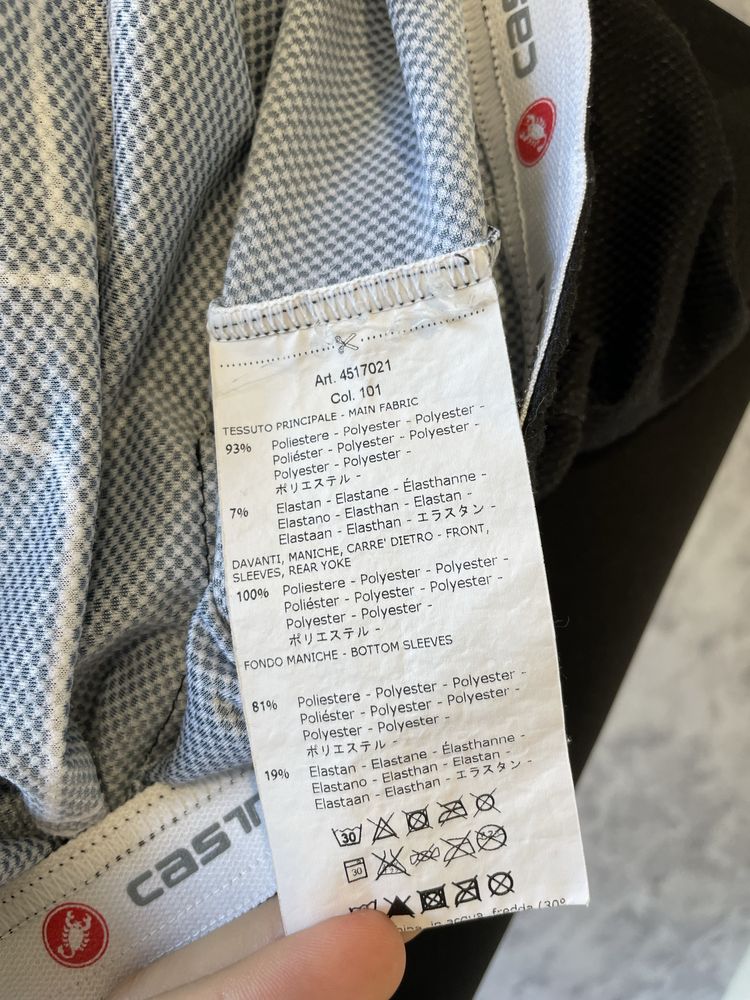 CAS
Art. 4517021
Col. 101
TESSUTO PRINCIPALE - MAIN FABRIC
93% Poliestere - Polyester - Polyester -
Poliéster - Polyester - Polyester -
Polyester - Polyester -
ポリエステル -
7% Elastan - Elastane - Élasthanne -
Elastano - Elasthan - Elastan -
Elastaan - Elasthan - エラスタン -
DAVANTI, MANICHE, CARRE' DIETRO - FRONT,
SLEEVES, REAR YOKE
100% Poliestere - Polyester - Polyester -
Poliéster - Polyester - Polyester -
Polyester - Polyester -
ポリエステル -
FONDO MANICHE - BOTTOM SLEEVES
81% Poliestere - Polyester - Polyester -
Poliéster - Polyester - Polyester -
Polyester - Polyester -
ポリエステル -
19% Elastan - Elastane - Élasthanne -
Elastano - Elasthan - Elastan -
Elastaan - Elasthan - エラスタン -
30
30
in acqua fredda (30°
cast